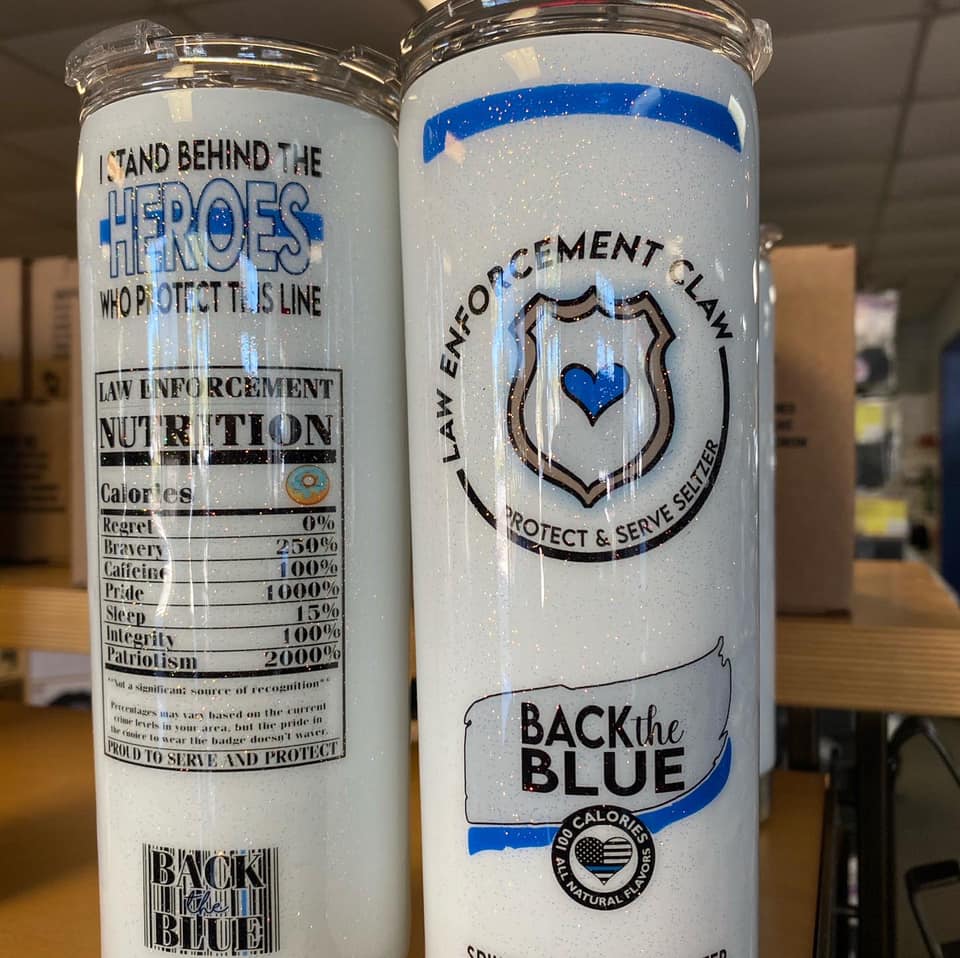 I STAND BEHIND THE
HEROES
WHO PROTECT THIS LINE
LAW ENFORCEMENT
NUTRITION
Calories
Regret 0%
Bravery 250%
Caffeine 100%
Pride 1000%
Sleep 15%
Integrity 100%
Patriotism 2000%
**Not a significant source of recognition**
Percentages may vary based on the current
crime levels in your area, but the pride in
the choice to wear the badge doesn't waver.
PROUD TO SERVE AND PROTECT
BACK
the
BLUE
LAW ENFORCEMENT CLAW
PROTECT & SERVE SELTZER
BACK the
BLUE
100 CALORIES
ALL NATURAL FLAVORS